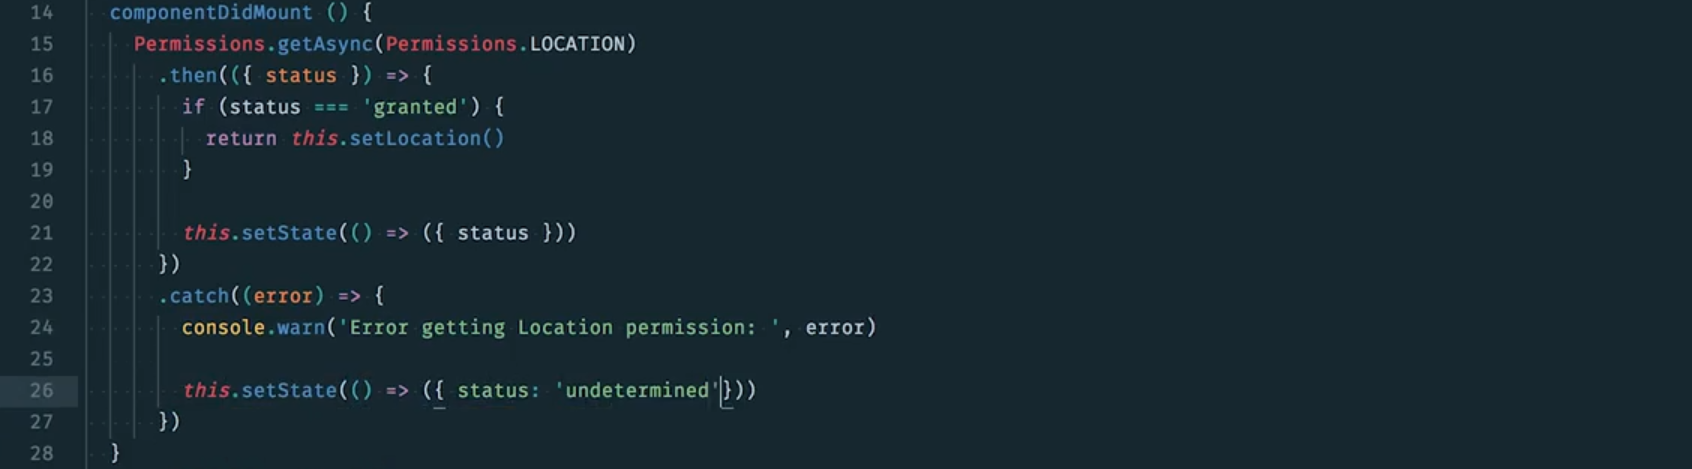 14 componentDidMount () {
15 Permissions.getAsync(Permissions.LOCATION)
16 .then(({ status }) => {
17 if (status === 'granted') {
18 return this.setLocation()
19 }
20
21 this.setState(() => ({ status }))
22 })
23 .catch((error) => {
24 console.warn('Error getting Location permission: ', error)
25
26 this.setState(() => ({ status: 'undetermined'}))
27 })
28 }